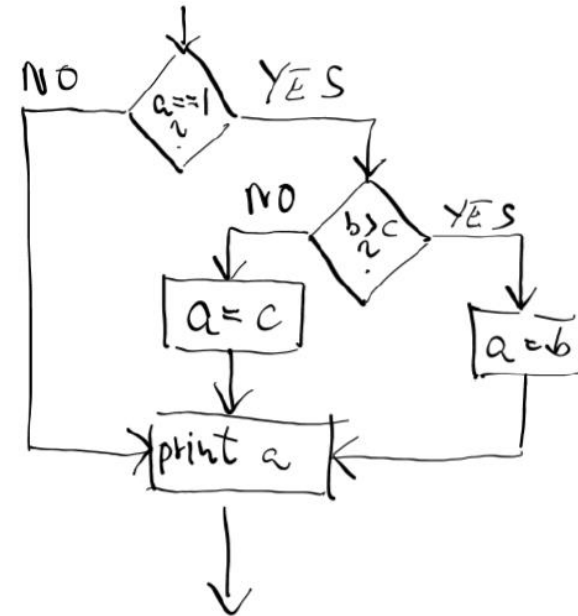 NO
a==1
?
YES
NO
b>c
?
YES
a = c
a = b
print a